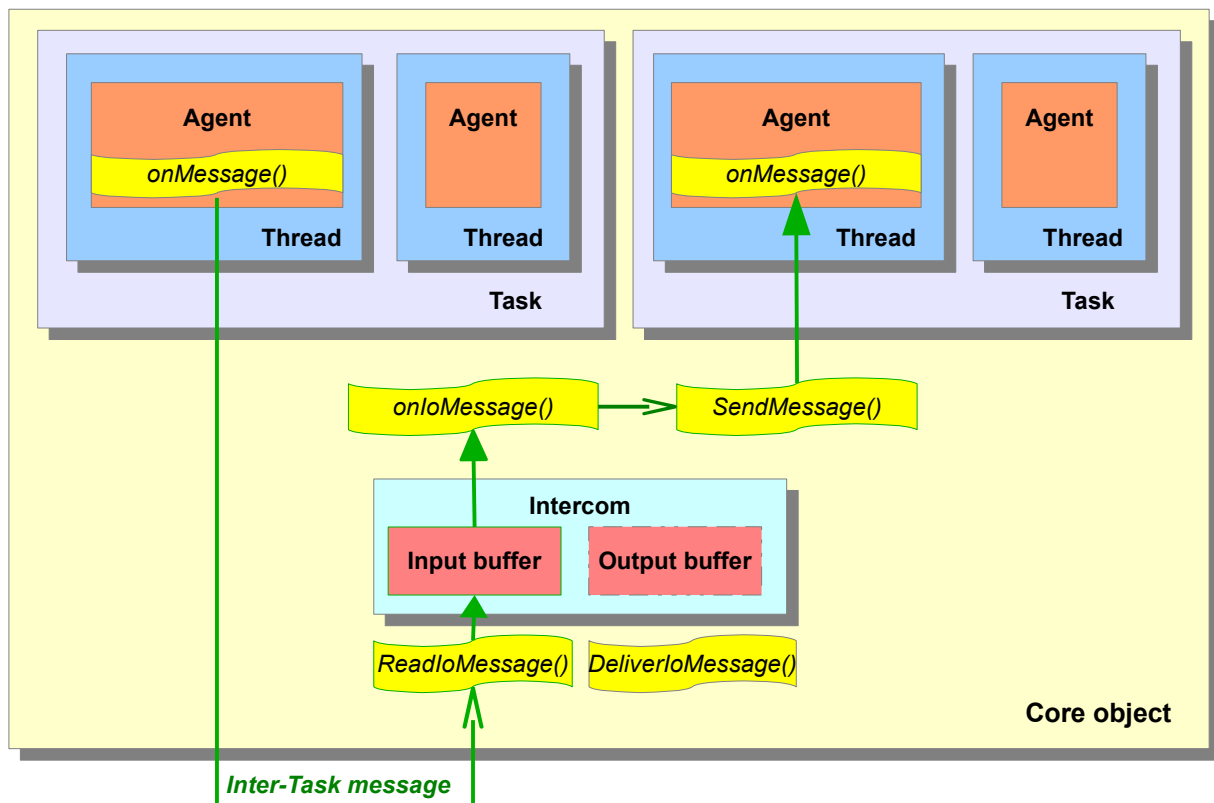 Agent
Agent
Agent
Agent
onMessage()
onMessage()
Thread
Thread
Thread
Thread
Task
Task
onIoMessage()
SendMessage()
Intercom
Input buffer
Output buffer
ReadIoMessage()
DeliverIoMessage()
Core object
Inter-Task message